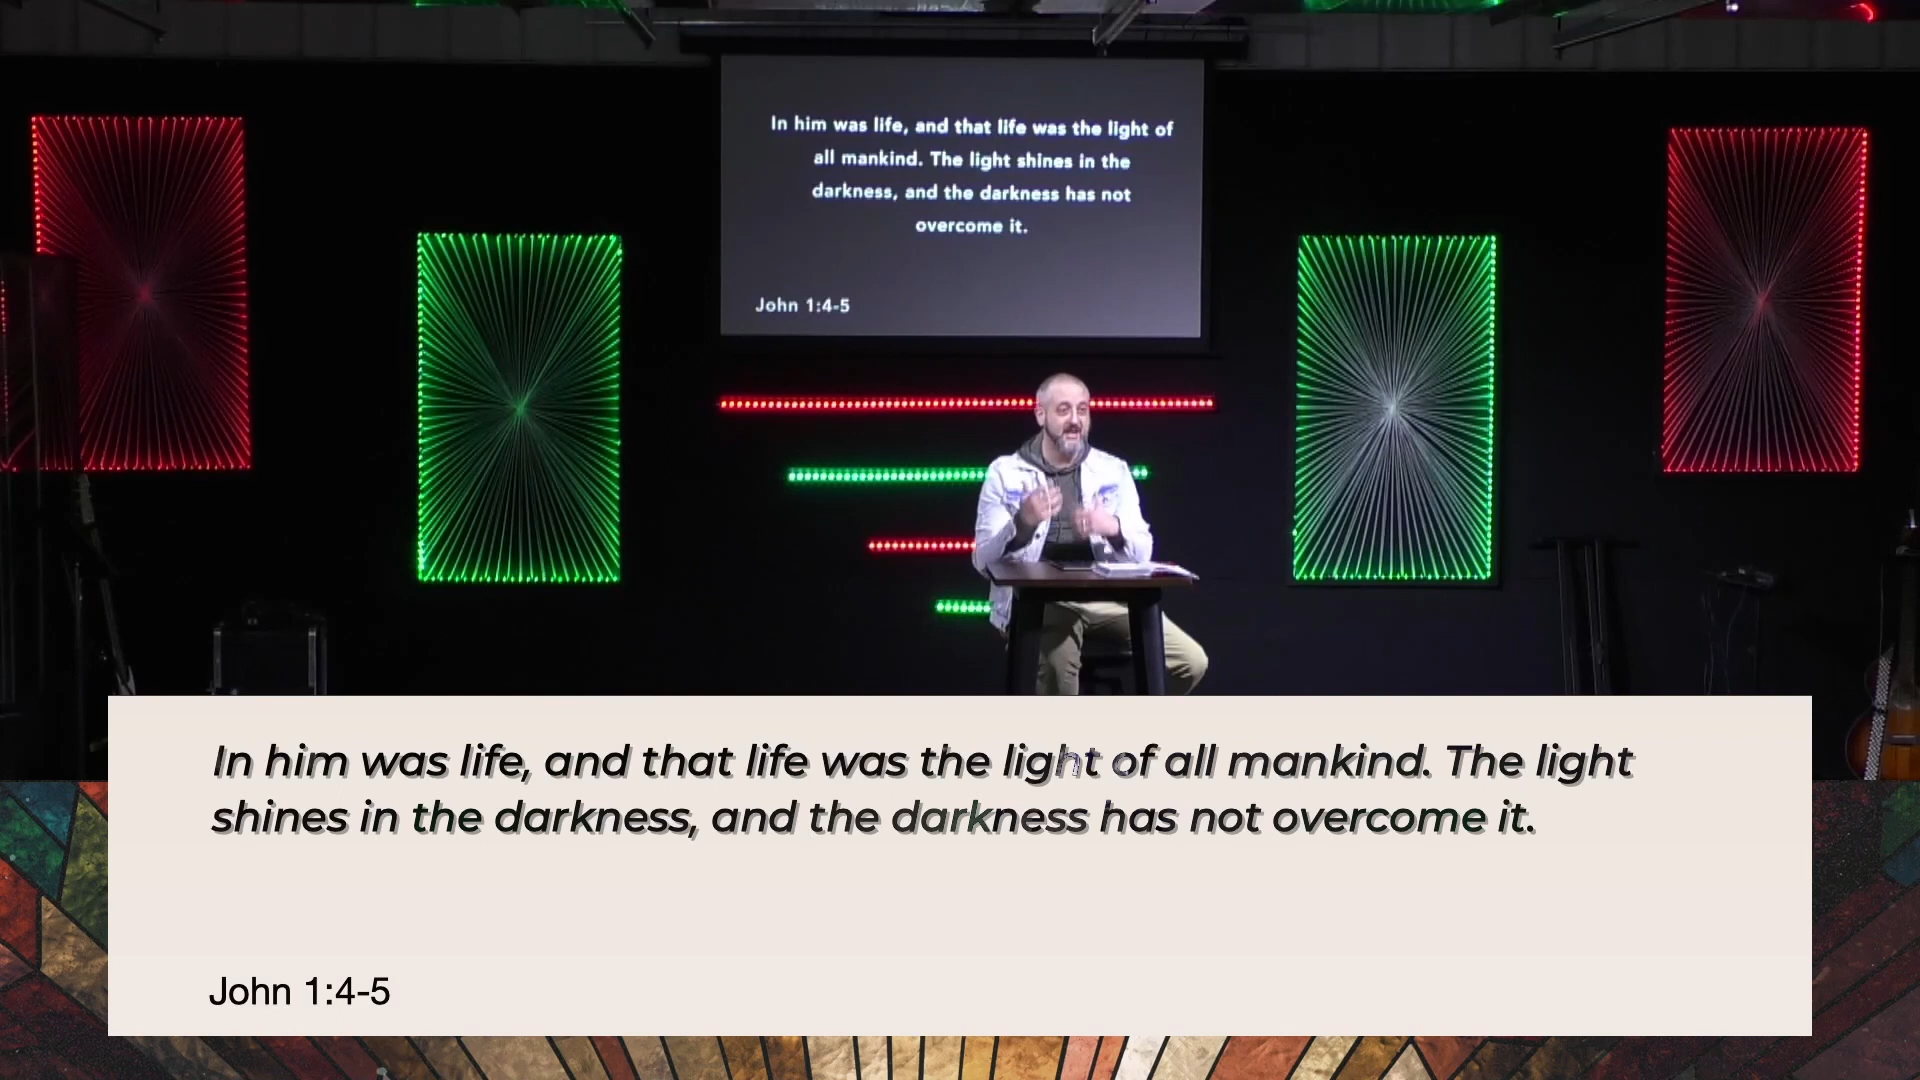 In him was life, and that life was the light of
all mankind. The light shines in the
darkness, and the darkness has not
overcome it.
John 1:4-5
In him was life, and that life was the light of all mankind. The light
shines in the darkness, and the darkness has not overcome it.
John 1:4-5